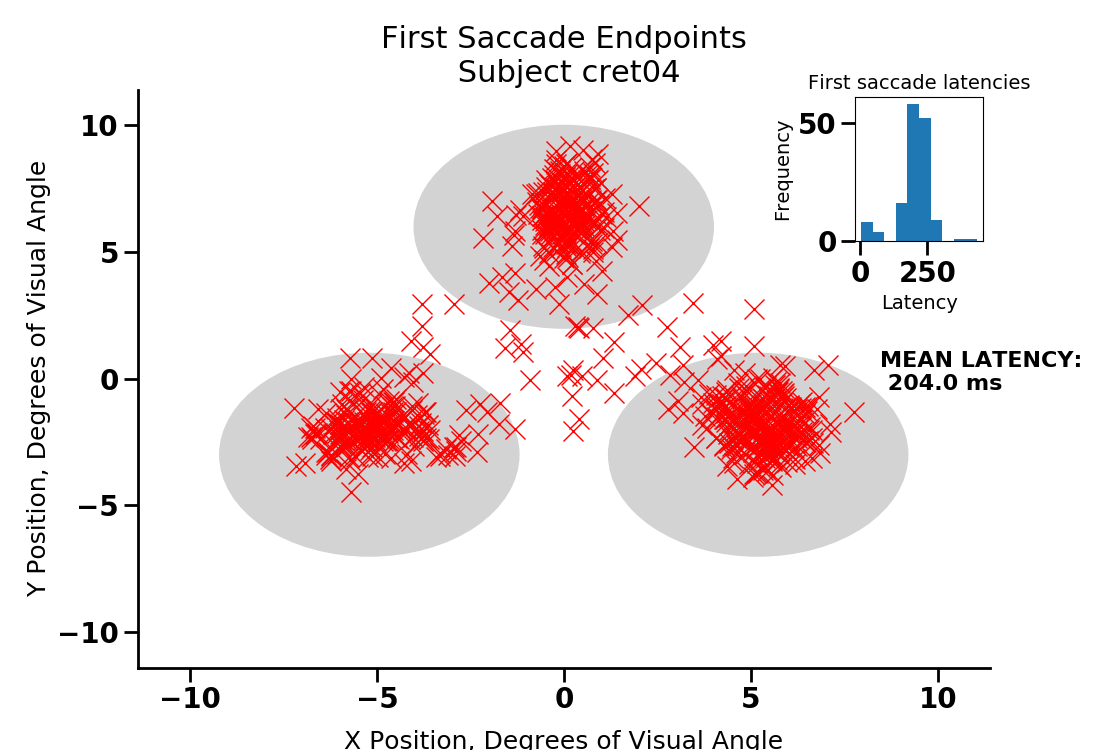 First Saccade Endpoints
Subject cret04
First saccade latencies
Frequency
50
0
0 250
Latency
MEAN LATENCY:
204.0 ms
Y Position, Degrees of Visual Angle
10
5
0
−5
−10
−10 −5 0 5 10
X Position, Degrees of Visual Angle